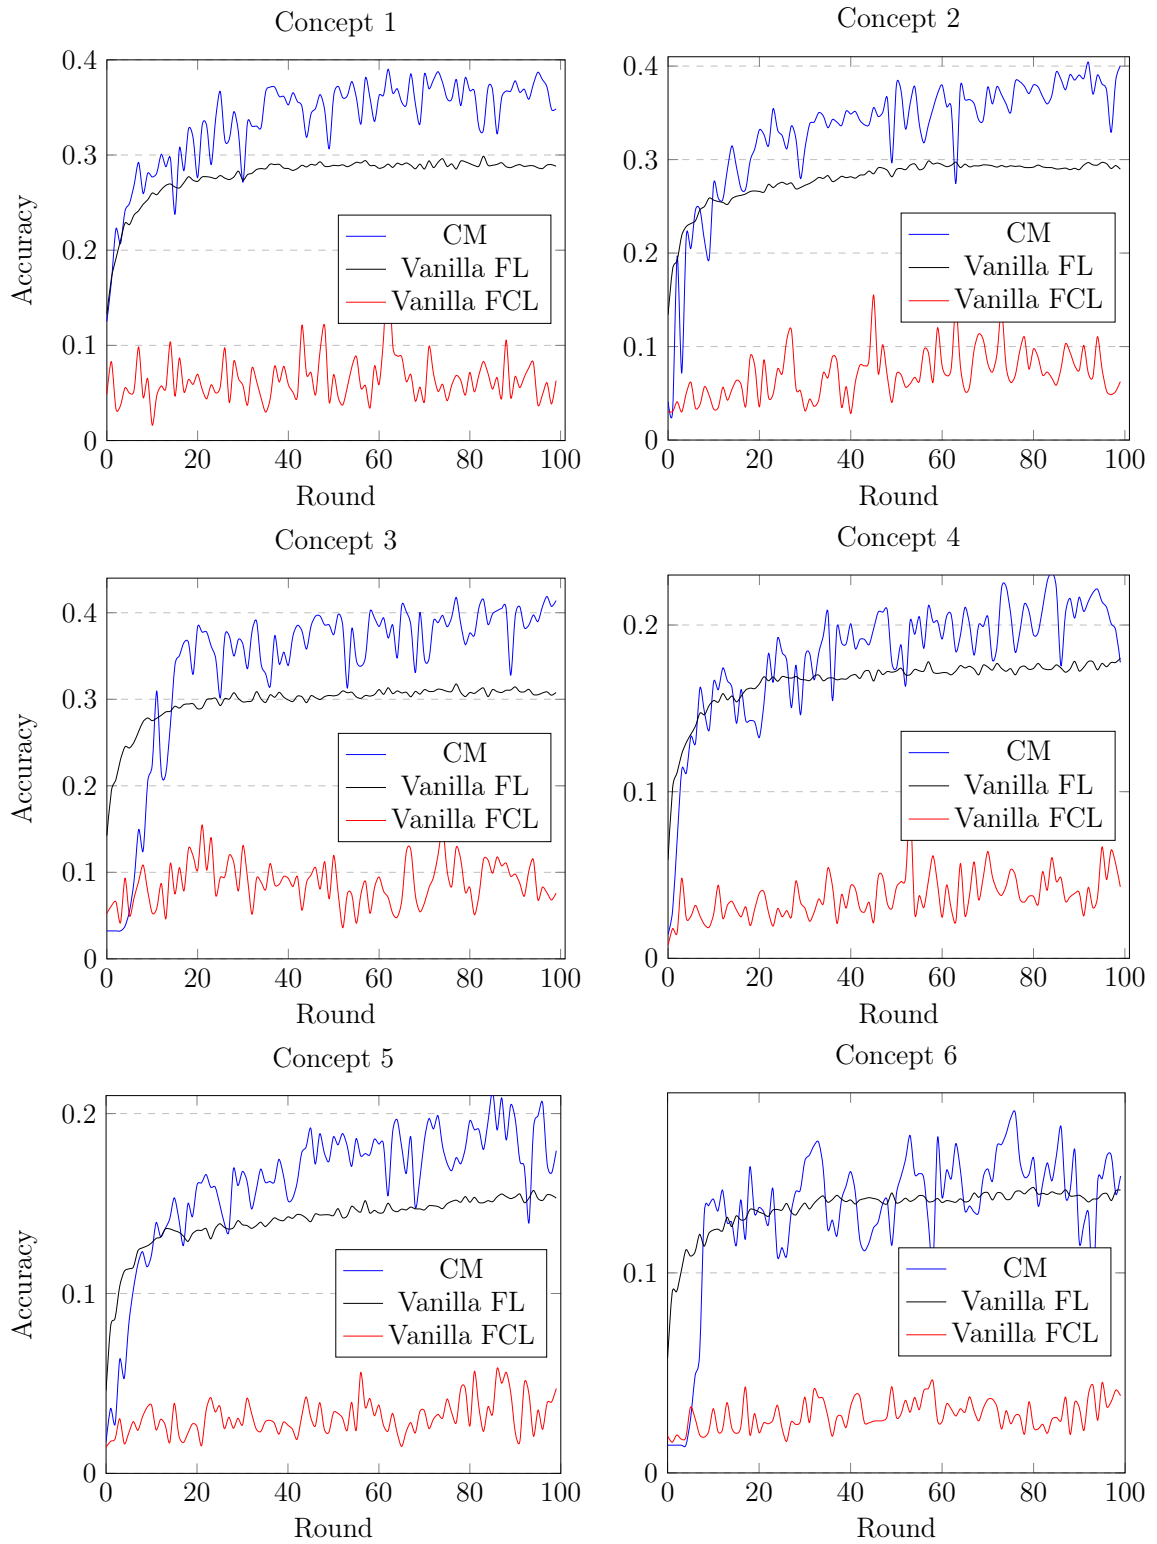 Concept 1
0.4
0.3
0.2
0.1
0
Accuracy
CM
Vanilla FL
Vanilla FCL
0 20 40 60 80 100
Round
Concept 2
0.4
0.3
0.2
0.1
0
CM
Vanilla FL
Vanilla FCL
0 20 40 60 80 100
Round
Concept 3
0.4
0.3
0.2
0.1
0
Accuracy
CM
Vanilla FL
Vanilla FCL
0 20 40 60 80 100
Round
Concept 4
0.2
0.1
0
CM
Vanilla FL
Vanilla FCL
0 20 40 60 80 100
Round
Concept 5
0.2
0.1
0
Accuracy
CM
Vanilla FL
Vanilla FCL
0 20 40 60 80 100
Round
Concept 6
0.1
0
CM
Vanilla FL
Vanilla FCL
0 20 40 60 80 100
Round